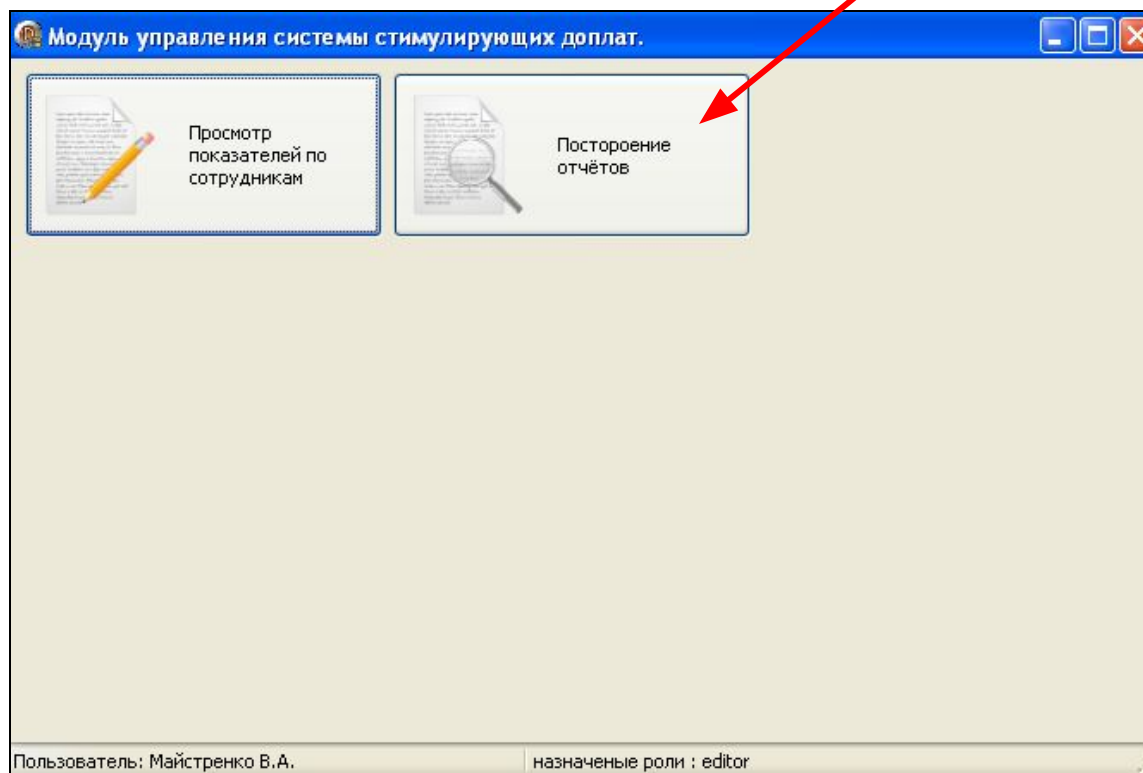 Модуль управления системы стимулирующих доплат.
Просмотр
показателей по
сотрудникам
Постороение
отчётов
Пользователь: Майстренко В.А.
назначеные роли : editor